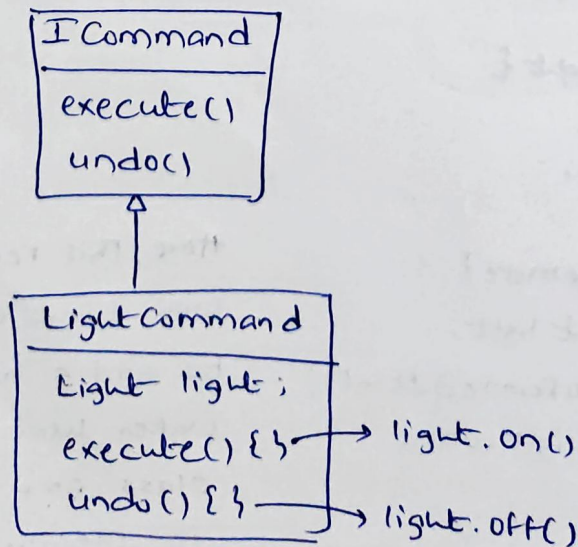 ICommand
execute()
undo()
LightCommand
Light light;
execute() { } → light.on()
undo() { } → light.off()